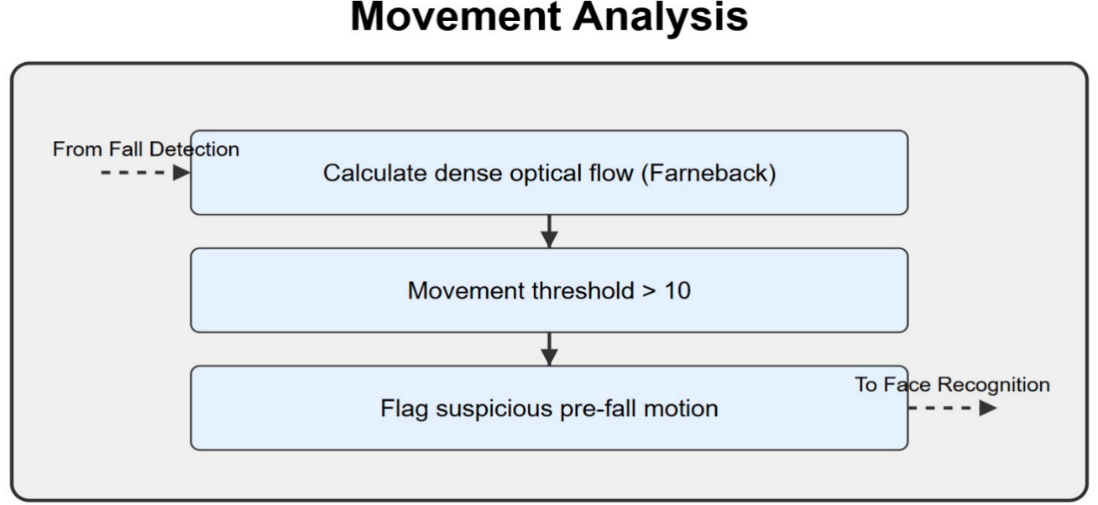 Movement Analysis
From Fall Detection
Calculate dense optical flow (Farneback)
Movement threshold > 10
Flag suspicious pre-fall motion
To Face Recognition